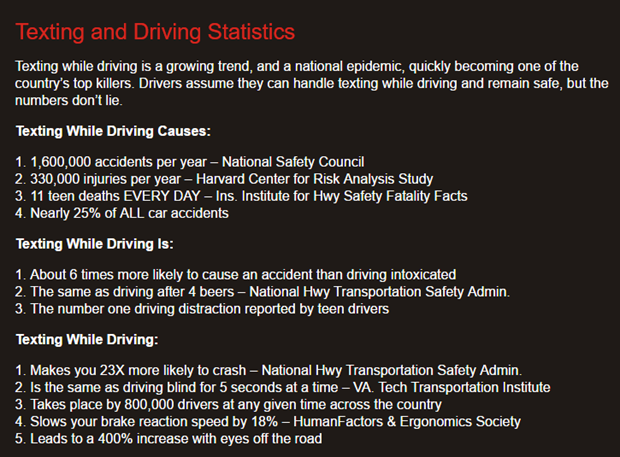 Texting and Driving Statistics
Texting while driving is a growing trend, and a national epidemic, quickly becoming one of the
country's top killers. Drivers assume they can handle texting while driving and remain safe, but the
numbers don't lie.
Texting While Driving Causes:
1. 1,600,000 accidents per year – National Safety Council
2. 330,000 injuries per year – Harvard Center for Risk Analysis Study
3. 11 teen deaths EVERY DAY – Ins. Institute for Hwy Safety Fatality Facts
4. Nearly 25% of ALL car accidents
Texting While Driving Is:
1. About 6 times more likely to cause an accident than driving intoxicated
2. The same as driving after 4 beers – National Hwy Transportation Safety Admin.
3. The number one driving distraction reported by teen drivers
Texting While Driving:
1. Makes you 23X more likely to crash – National Hwy Transportation Safety Admin.
2. Is the same as driving blind for 5 seconds at a time – VA. Tech Transportation Institute
3. Takes place by 800,000 drivers at any given time across the country
4. Slows your brake reaction speed by 18% – HumanFactors & Ergonomics Society
5. Leads to a 400% increase with eyes off the road